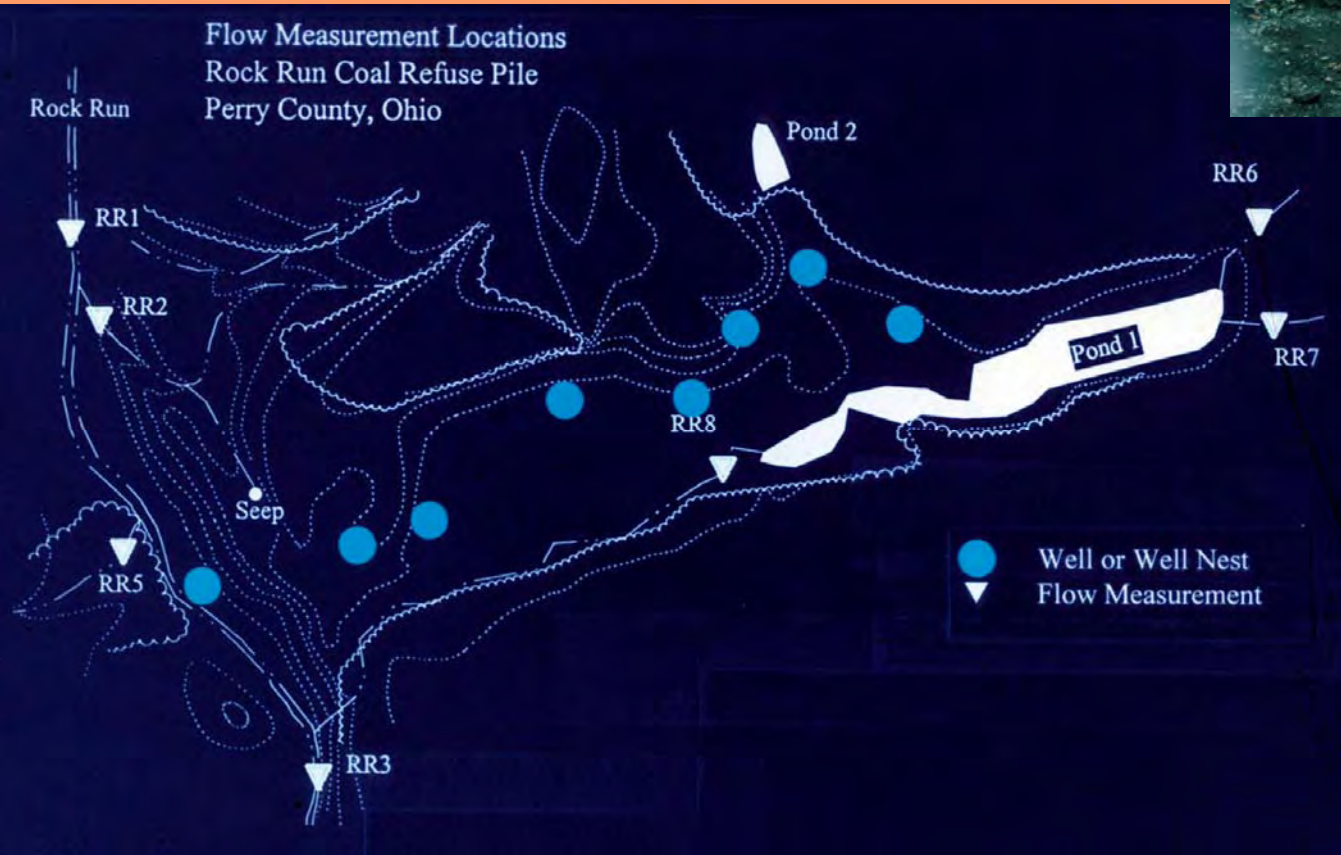 Flow Measurement Locations
Rock Run Coal Refuse Pile
Perry County, Ohio
Rock Run
Pond 2
RR6
RR1
RR2
Pond 1
RR7
RR8
Seep
RR5
Well or Well Nest
Flow Measurement
RR3